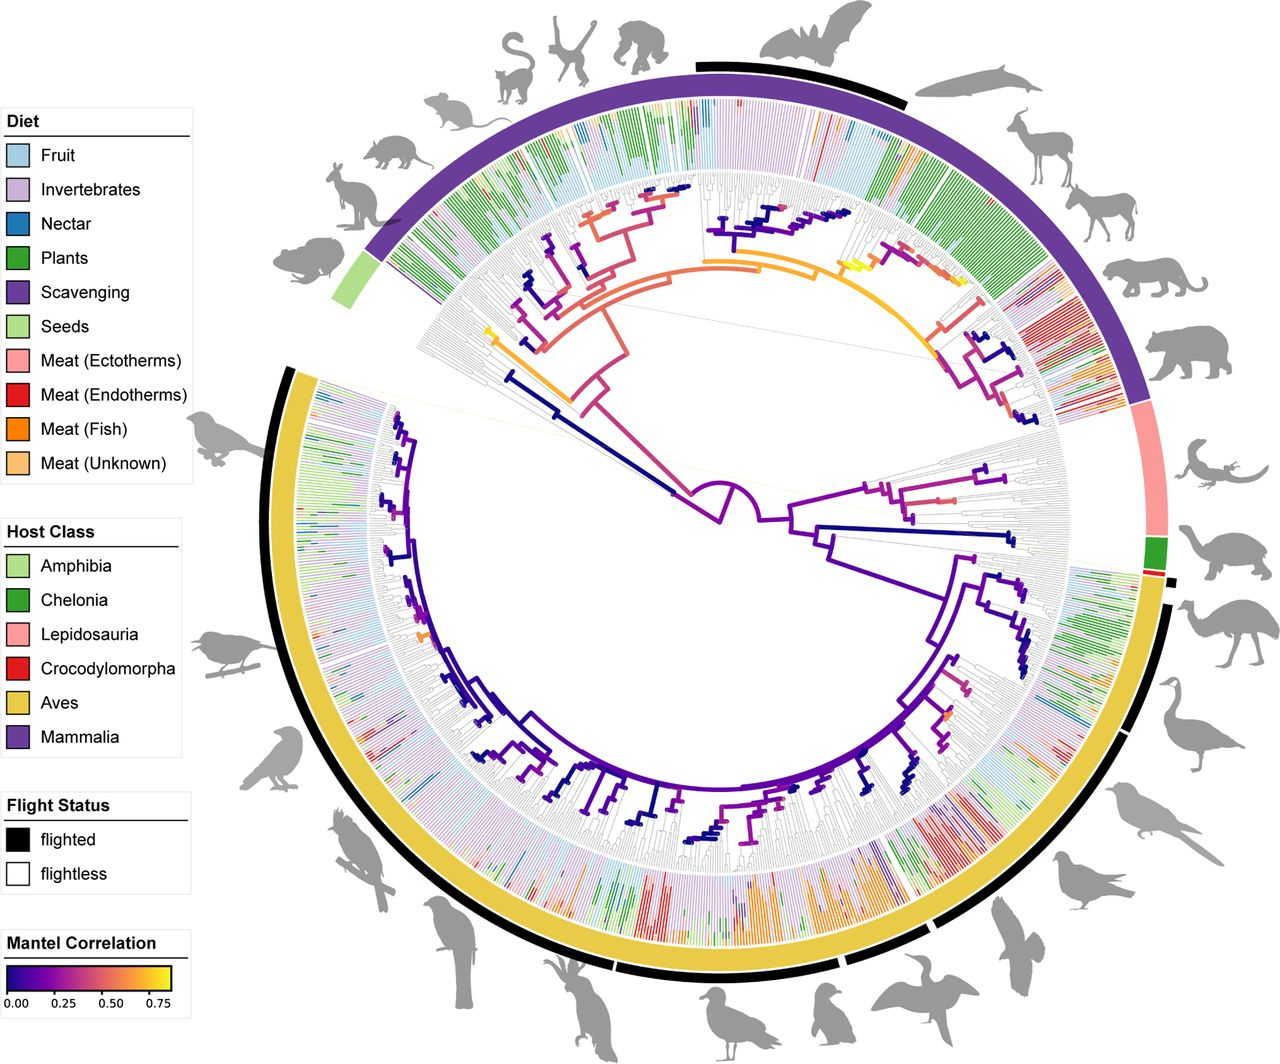 Diet
Fruit
Invertebrates
Nectar
Plants
Scavenging
Seeds
Meat (Ectotherms)
Meat (Endotherms)
Meat (Fish)
Meat (Unknown)
Host Class
Amphibia
Chelonia
Lepidosauria
Crocodylomorpha
Aves
Mammalia
Flight Status
flighted
flightless
Mantel Correlation
0.00 0.25 0.50 0.75